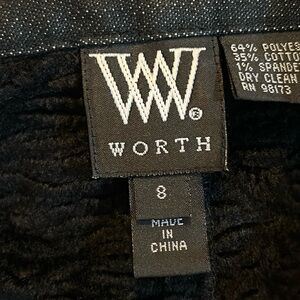 W
®
WORTH
8
MADE
IN
CHINA
64% POLYES
35% COTTO
1% SPANDE
DRY CLEAN
RN 98173